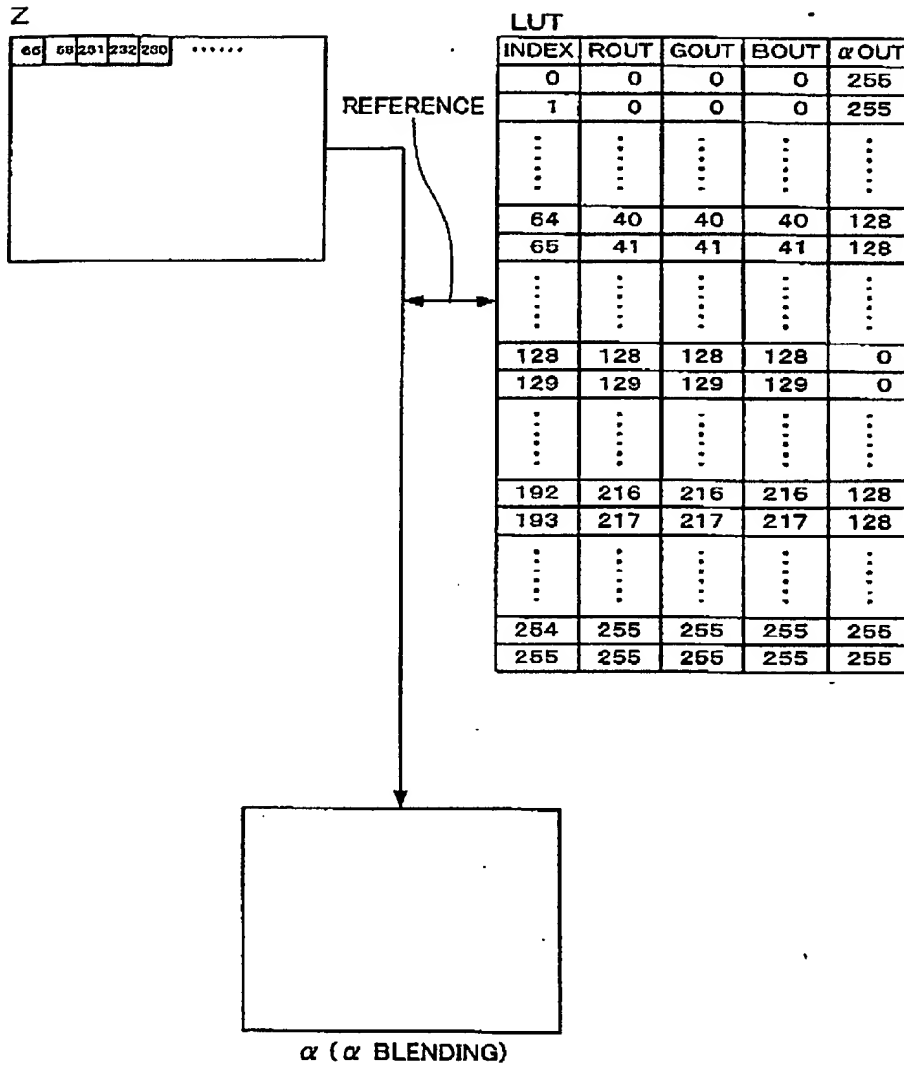 Z
231 232 230 ......
LUT
INDEX ROUT GOUT BOUT αOUT
0 0 0 0 255
1 0 0 0 255
64 40 40 40 128
65 41 41 41 128
128 128 128 128 0
129 129 129 129 0
192 216 216 216 128
193 217 217 217 128
254 255 255 255 255
255 255 255 255 255
REFERENCE
α (α BLENDING)